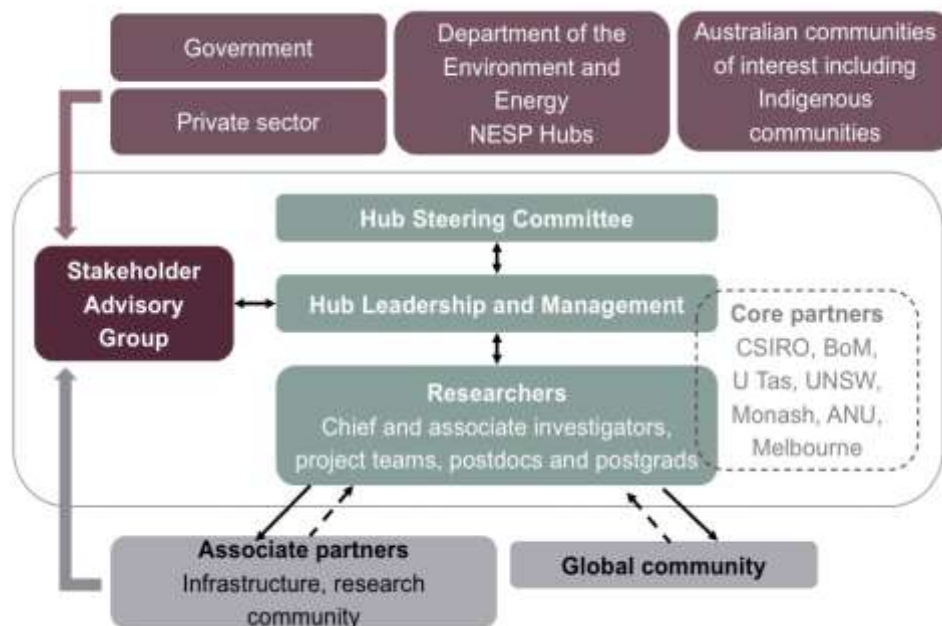 Government
Private sector
Department of the
Environment and
Energy
NESP Hubs
Australian communities
of interest including
Indigenous
communities
Hub Steering Committee
Stakeholder
Advisory
Group
Hub Leadership and Management
Core partners
CSIRO, BoM,
U Tas, UNSW,
Monash, ANU,
Melbourne
Researchers
Chief and associate investigators,
project teams, postdocs and postgrads
Associate partners
Infrastructure, research
community
Global community